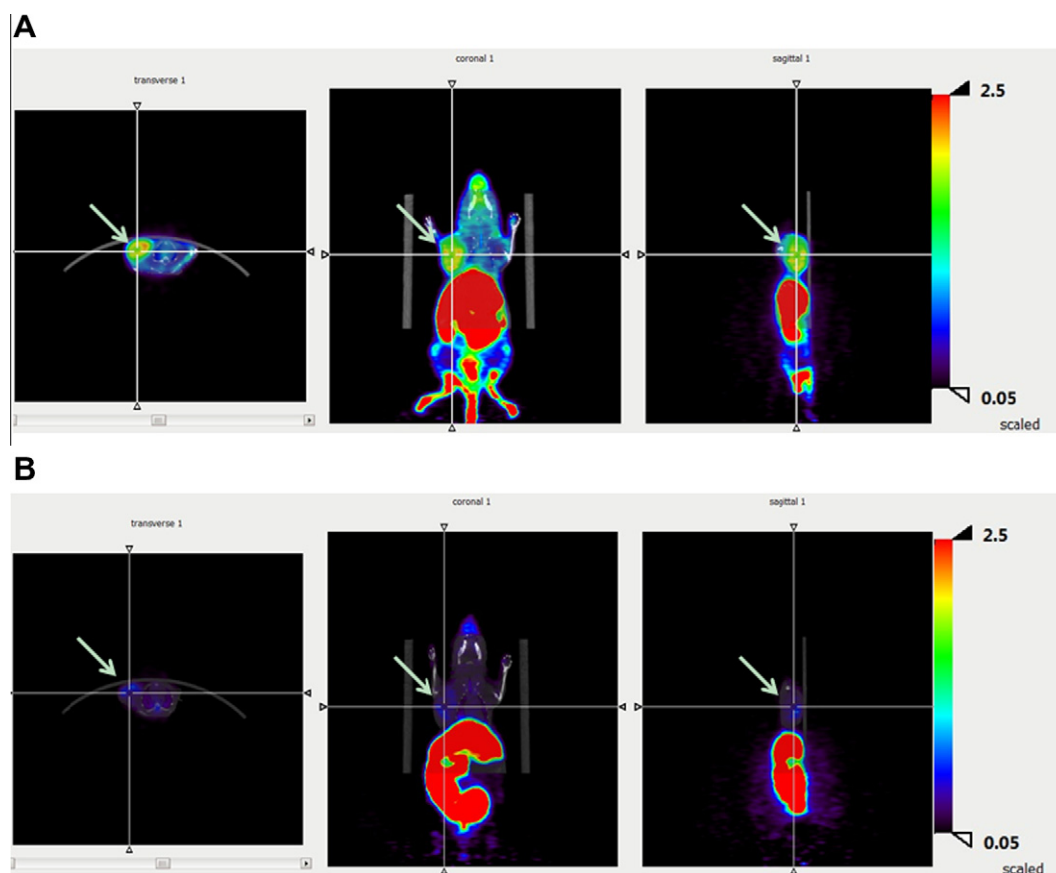 A
transverse 1
coronal 1
sagittal 1
2.5
0.05
scaled
B
transverse 1
coronal 1
sagittal 1
2.5
0.05
scaled